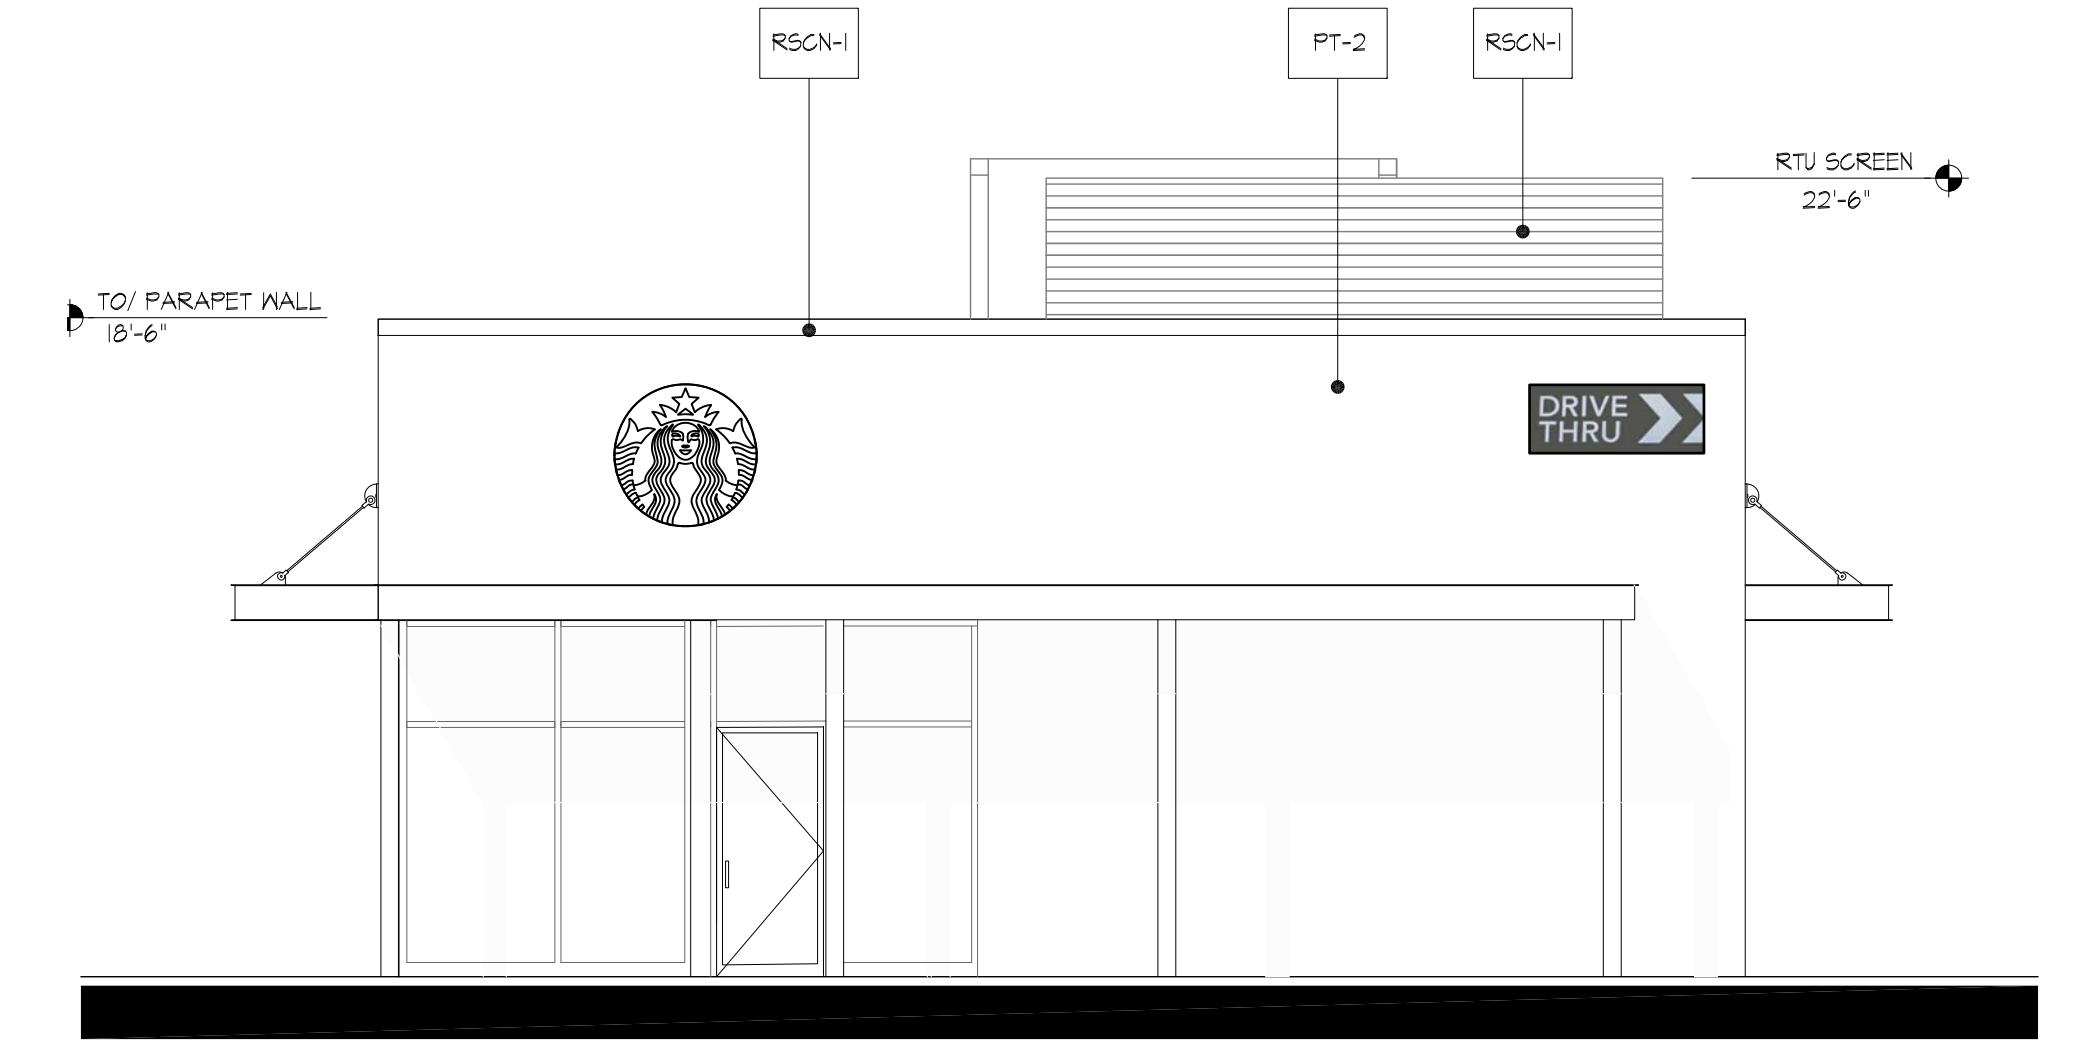 RSCN-1
PT-2
RSCN-1
RTU SCREEN
22'-6"
TO/ PARAPET WALL
18'-6"
DRIVE
THRU